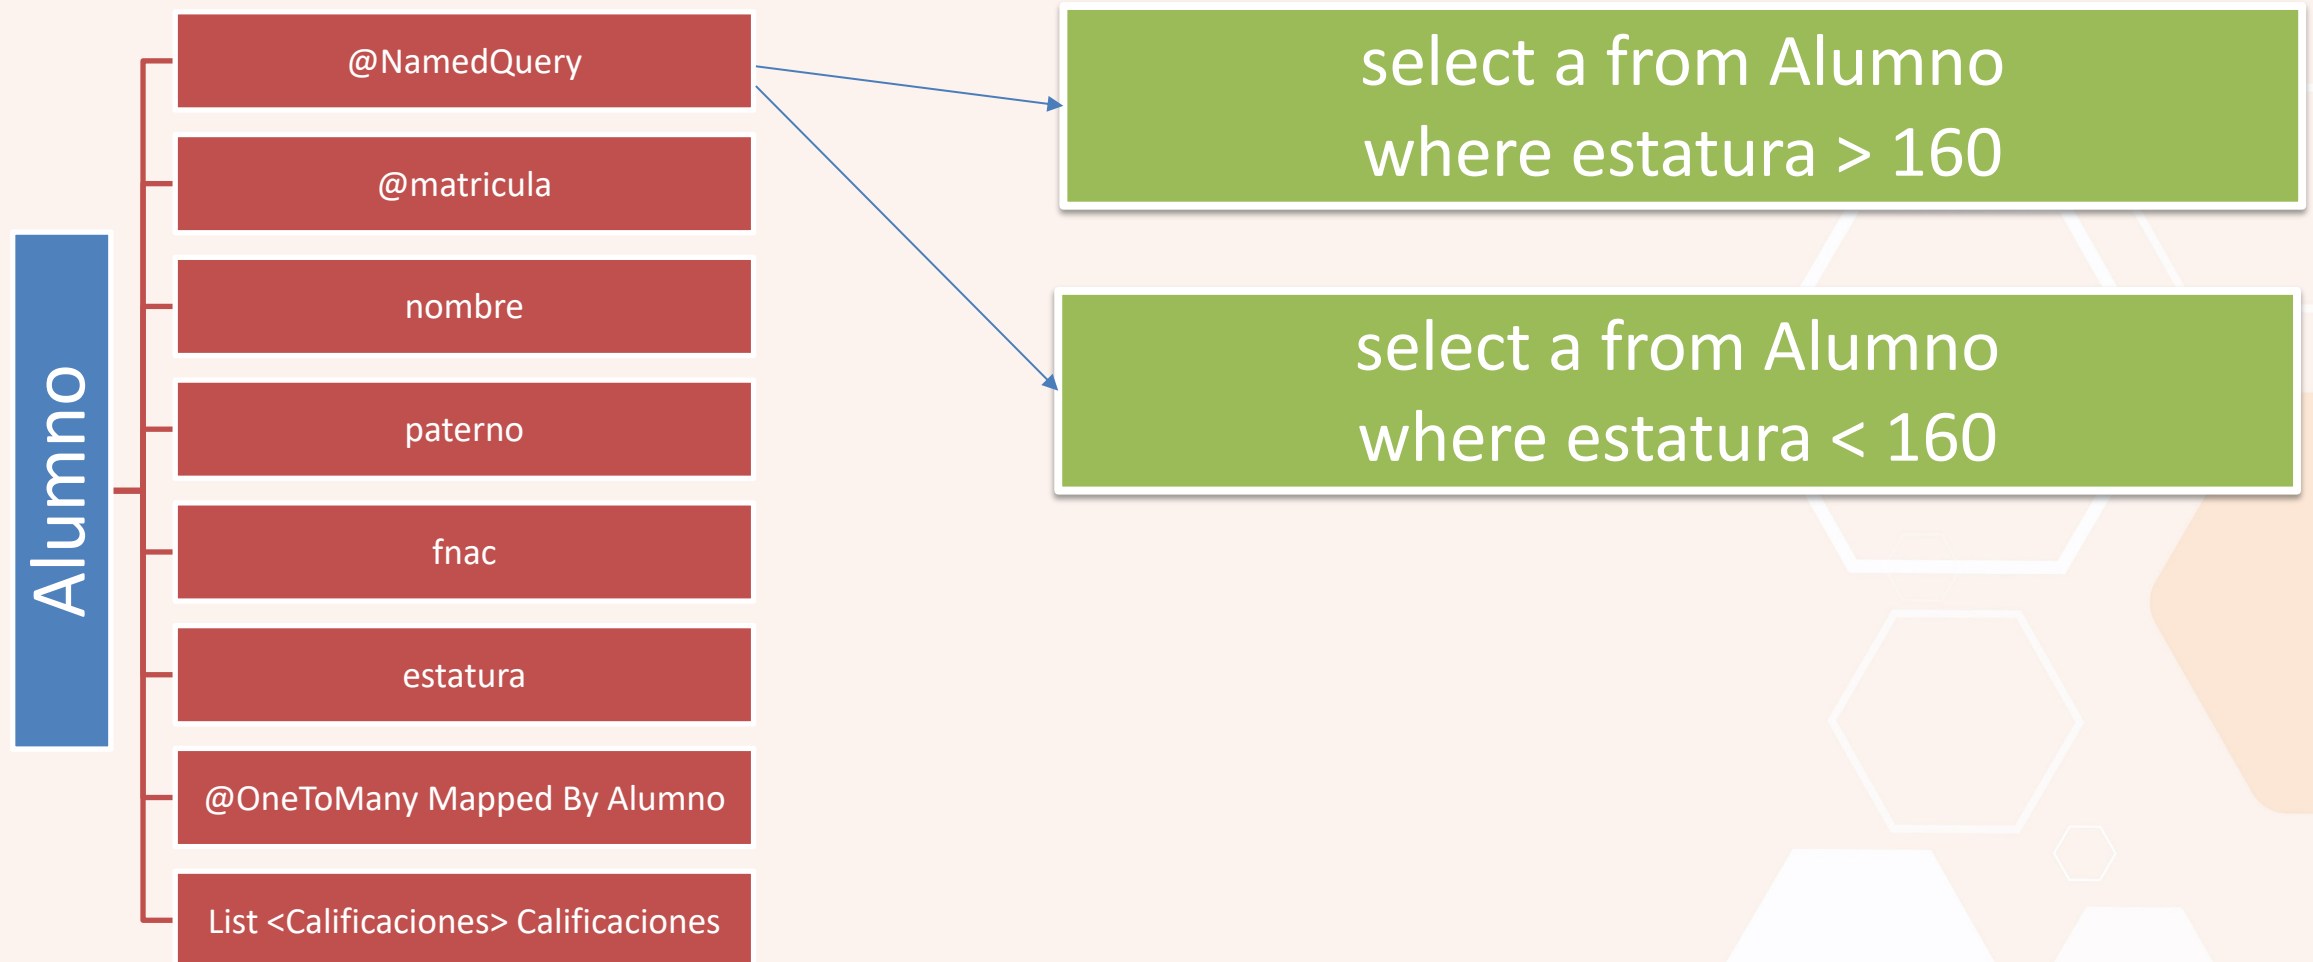 Alumno
@NamedQuery
@matricula
nombre
paterno
fnac
estatura
@OneToMany Mapped By Alumno
List <Calificaciones> Calificaciones
select a from Alumno
where estatura > 160
select a from Alumno
where estatura < 160